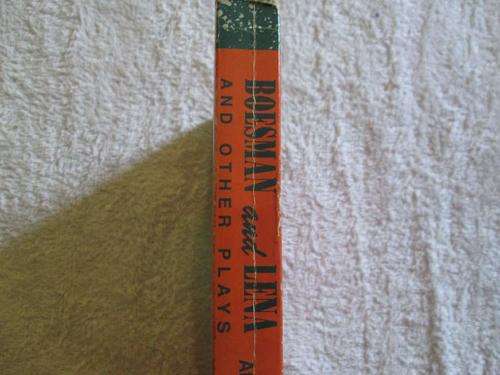 BOESMAN and LENA
AND OTHER PLAYS